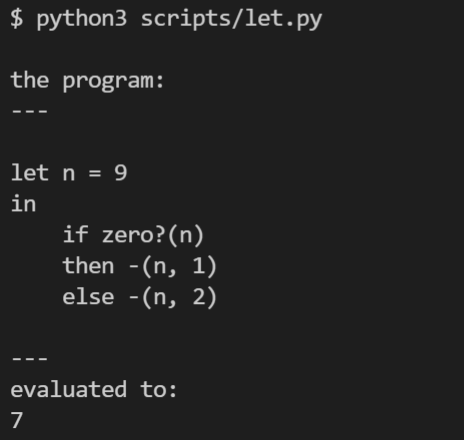 $ python3 scripts/let.py
the program:
---
let n = 9
in
    if zero?(n)
    then -(n, 1)
    else -(n, 2)
---
evaluated to:
7